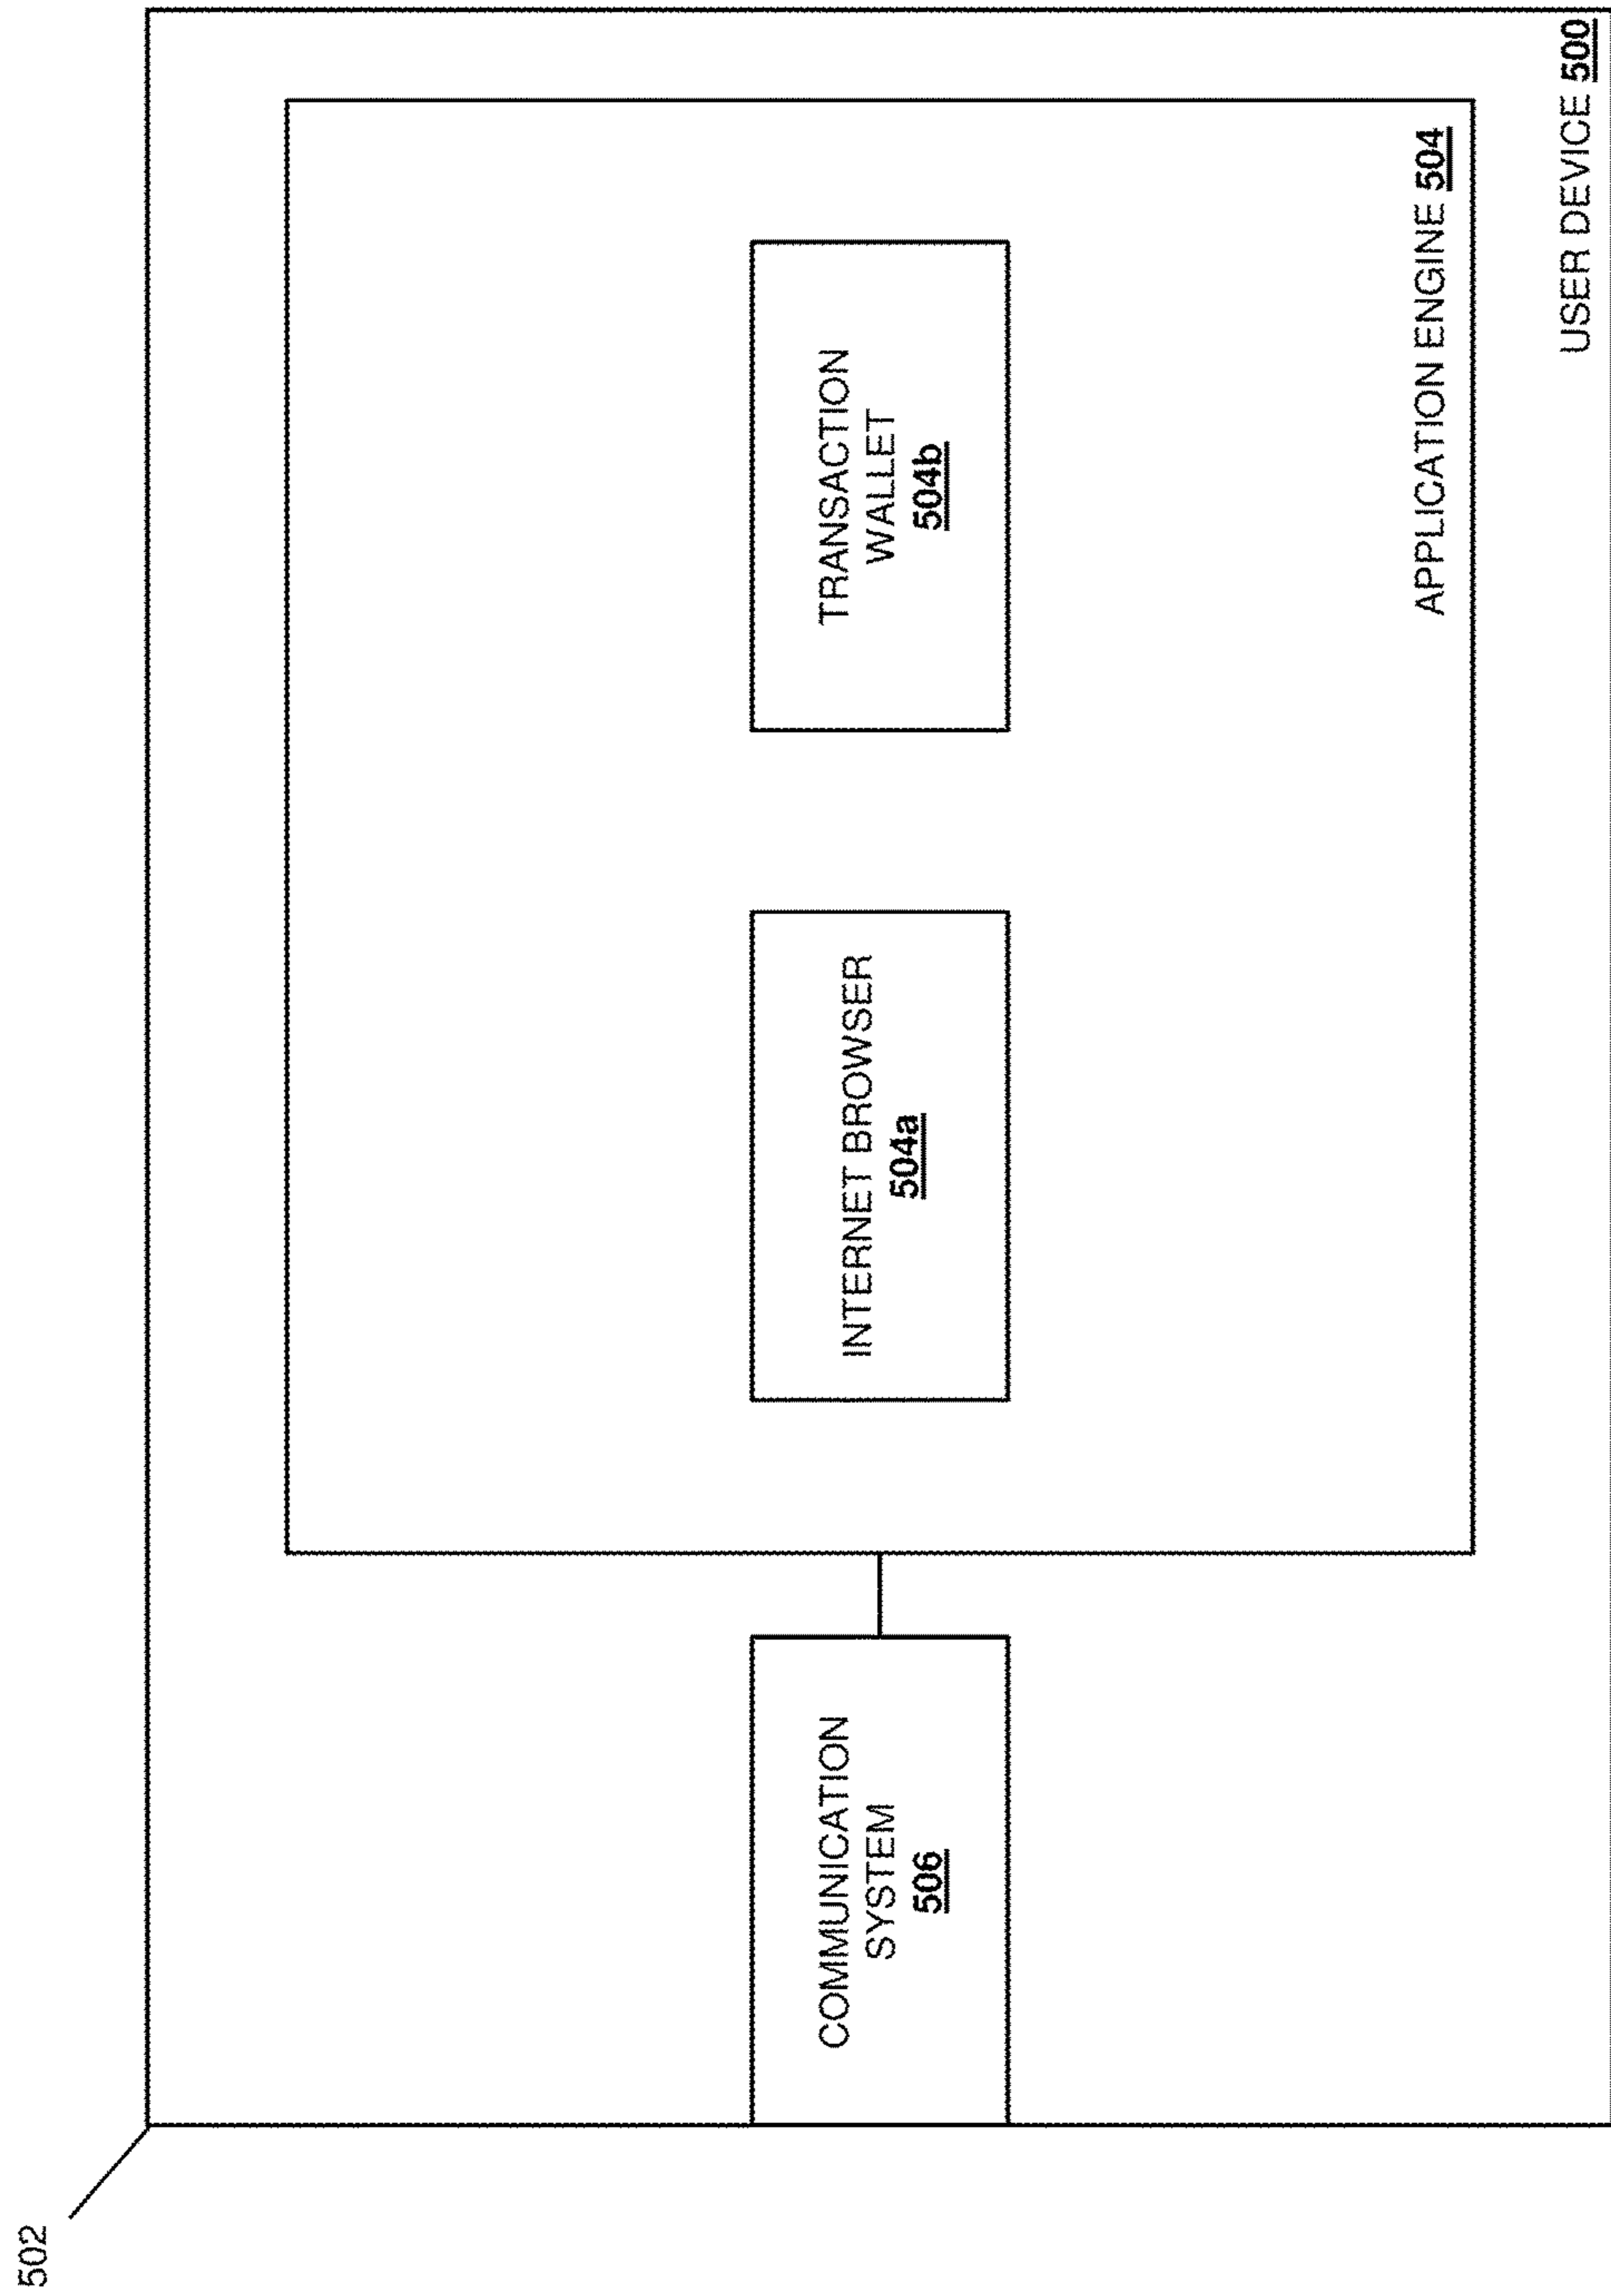 502
COMMUNICATION
SYSTEM
506
INTERNET BROWSER
504a
TRANSACTION
WALLET
504b
APPLICATION ENGINE 504
USER DEVICE 500